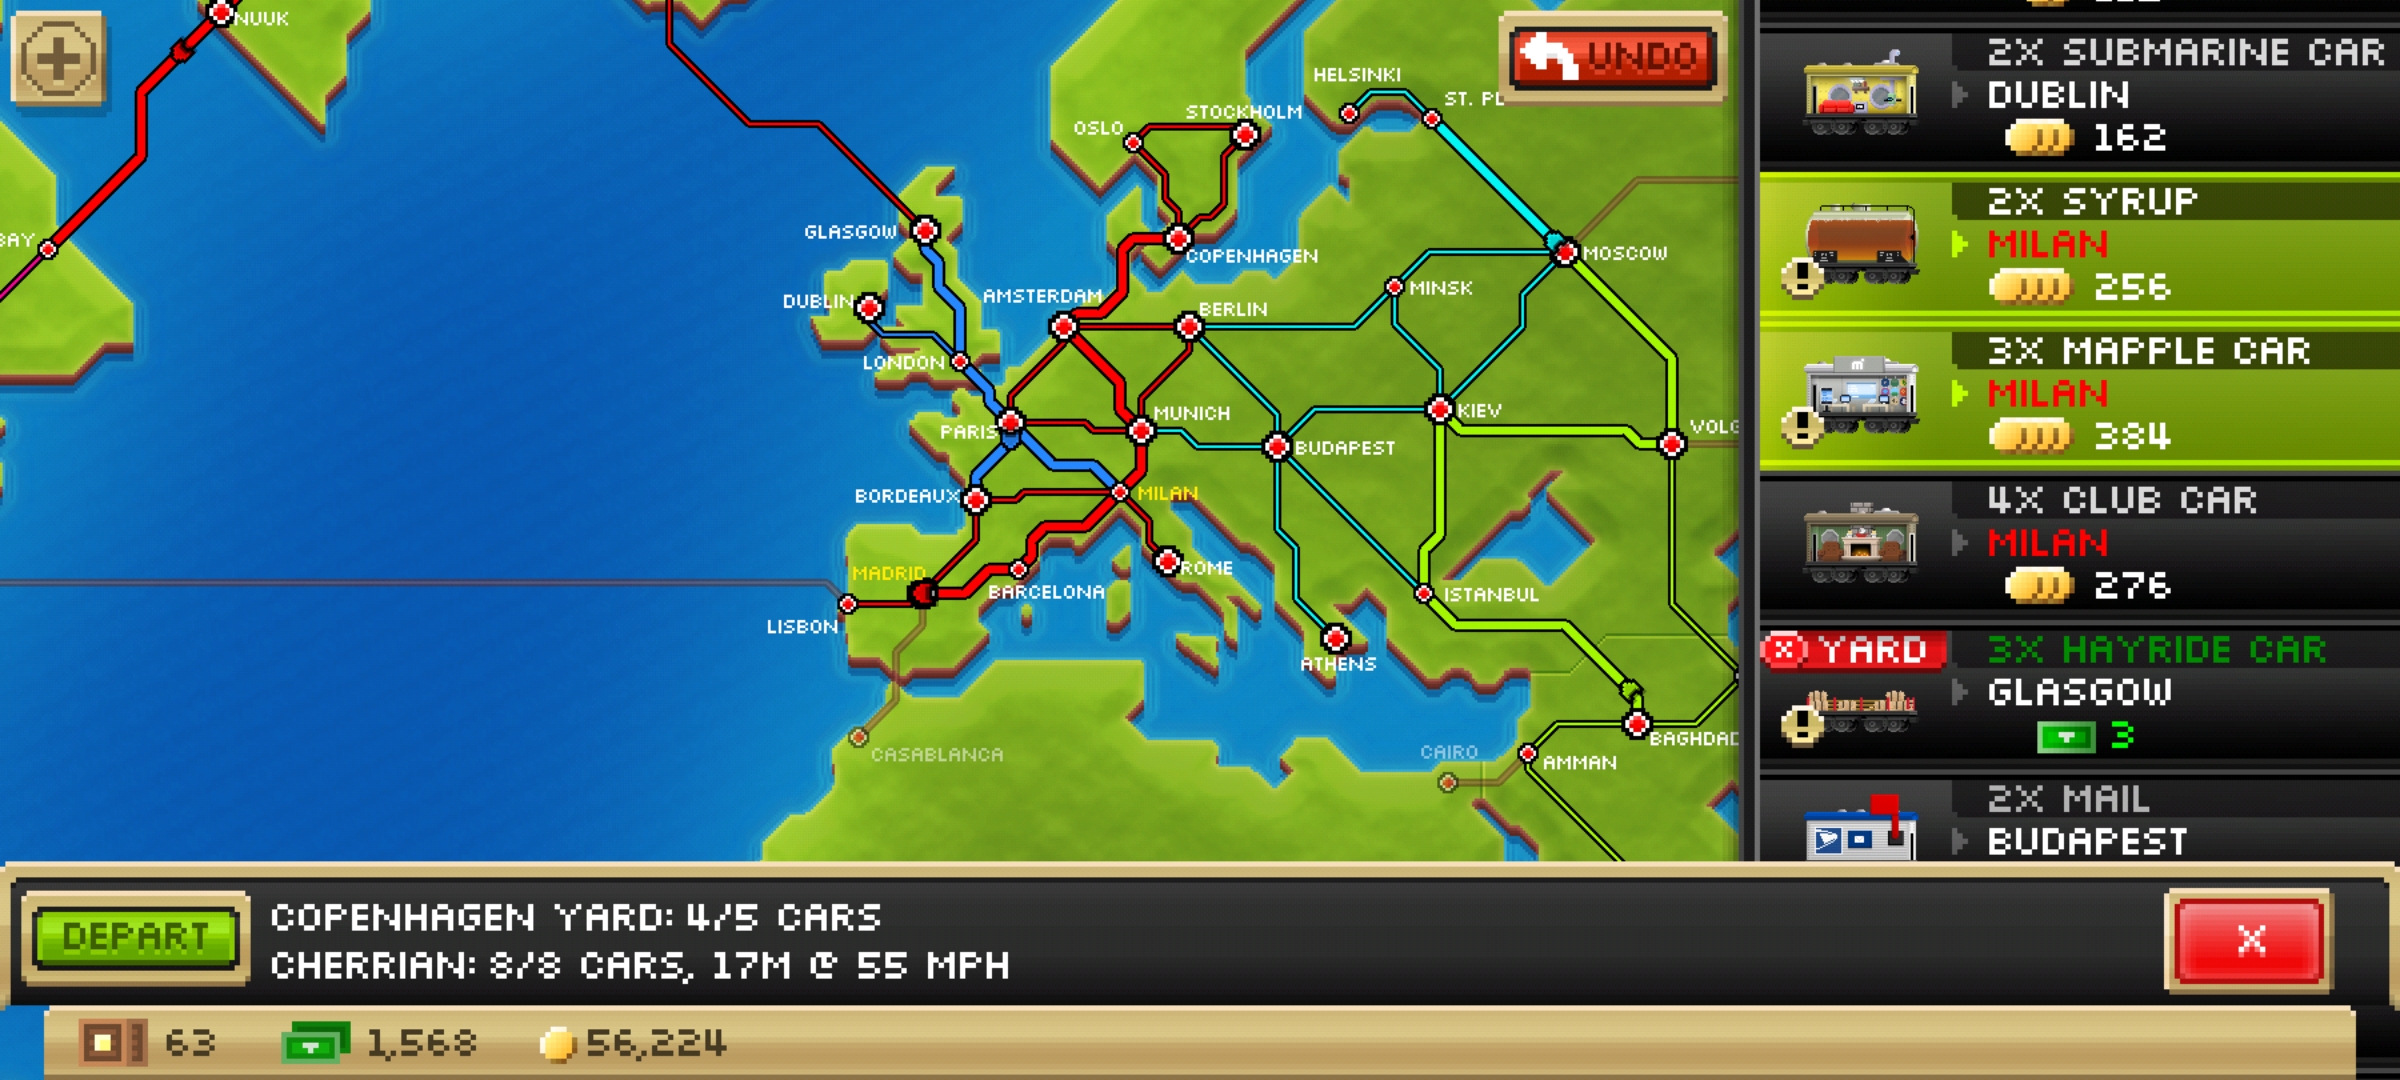 NUUK
BAY
UNDO
HELSINKI
STOCKHOLM
OSLO
GLASGOW
COPENHAGEN
MOSCOW
DUBLIN
AMSTERDAM
MINSK
BERLIN
LONDON
PARIS
MUNICH
KIEV
BUDAPEST
BORDEAUX
MILAN
MADRID
BARCELONA
ROME
ISTANBUL
LISBON
ATHENS
CASABLANCA
CAIRO
AMMAN
BAGHDAD
2X SUBMARINE CAR
DUBLIN
162
2X SYRUP
MILAN
256
3X MAPPLE CAR
m
MILAN
384
4X CLUB CAR
MILAN
276
X YARD
3X HAYRIDE CAR
GLASGOW
3
2X MAIL
BUDAPEST
DEPART
COPENHAGEN YARD: 4/5 CARS
CHERRIAN: 8/8 CARS, 17M @ 55 MPH
X
63
1,568
56,224